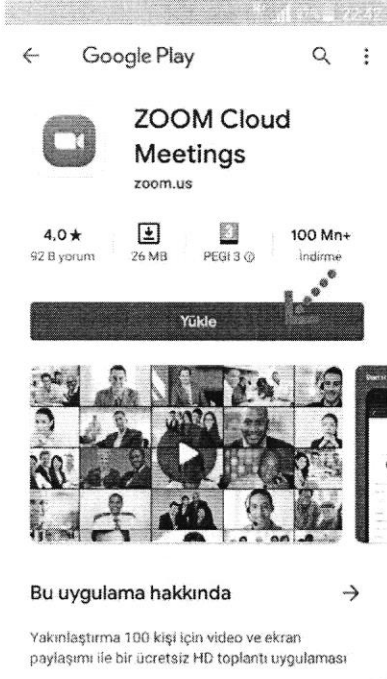 Google Play
ZOOM Cloud
Meetings
zoom.us
4,0★
92 B yorum
26 MB
3
PEGI 3
100 Mn+
İndirme
Yükle
Bu uygulama hakkında
Yakınlaştırma 100 kişi için video ve ekran
paylaşımı ile bir ücretsiz HD toplantı uygulaması